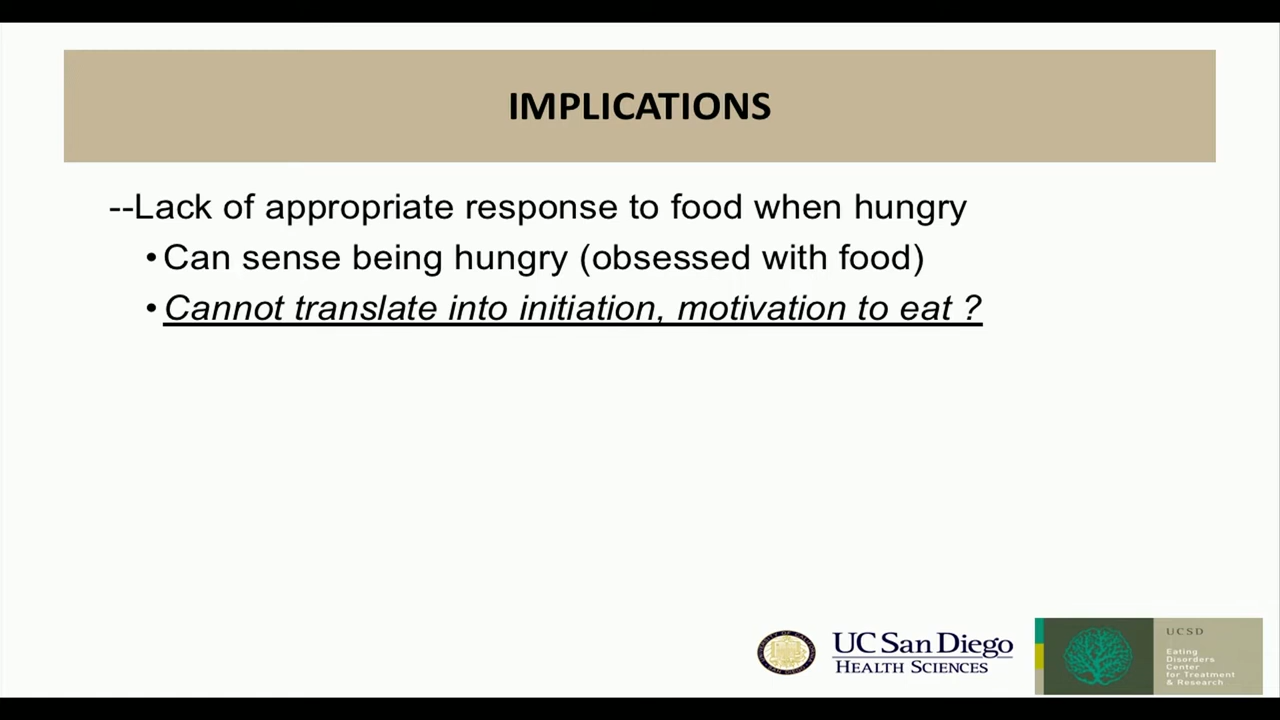 IMPLICATIONS
--Lack of appropriate response to food when hungry
•Can sense being hungry (obsessed with food)
•Cannot translate into initiation, motivation to eat ?
UC San Diego
HEALTH SCIENCES
UCSD
Eating
Disorders
Center
for Treatment
& Research